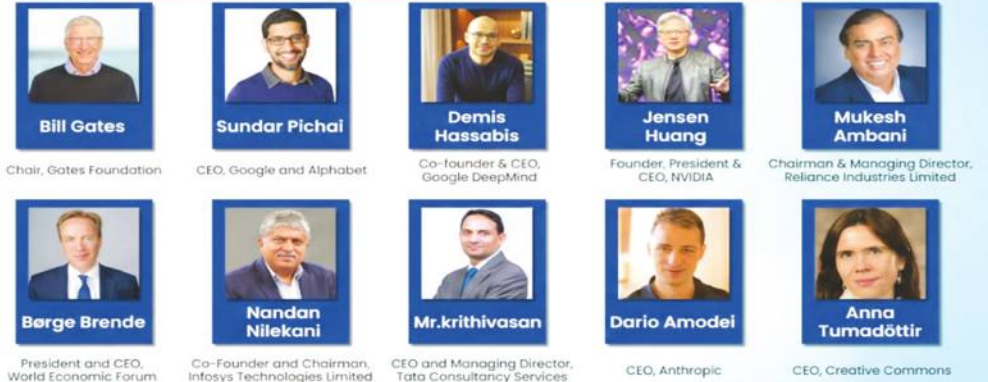 Bill Gates
Chair, Gates Foundation
Sundar Pichai
CEO, Google and Alphabet
Demis
Hassabis
Co-founder & CEO,
Google DeepMind
Jensen
Huang
Founder, President &
CEO, NVIDIA
Mukesh
Ambani
Chairman & Managing Director,
Reliance Industries Limited
Børge Brende
President and CEO,
World Economic Forum
Nandan
Nilekani
Co-Founder and Chairman,
Infosys Technologies Limited
Mr.krithivasan
CEO and Managing Director,
Tata Consultancy Services
Dario Amodei
CEO, Anthropic
Anna
Tumadóttir
CEO, Creative Commons